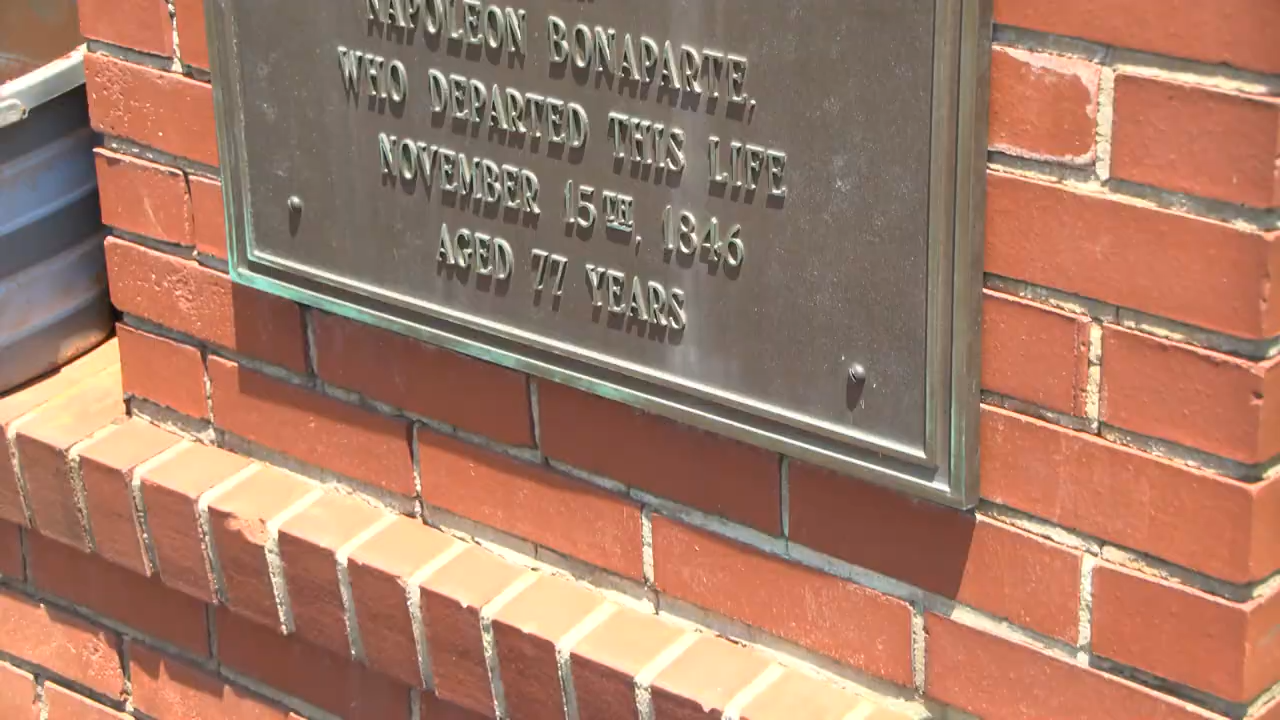 NAPOLEON BONAPARTE,
WHO DEPARTED THIS LIFE
NOVEMBER 15TH, 1846
AGED 77 YEARS